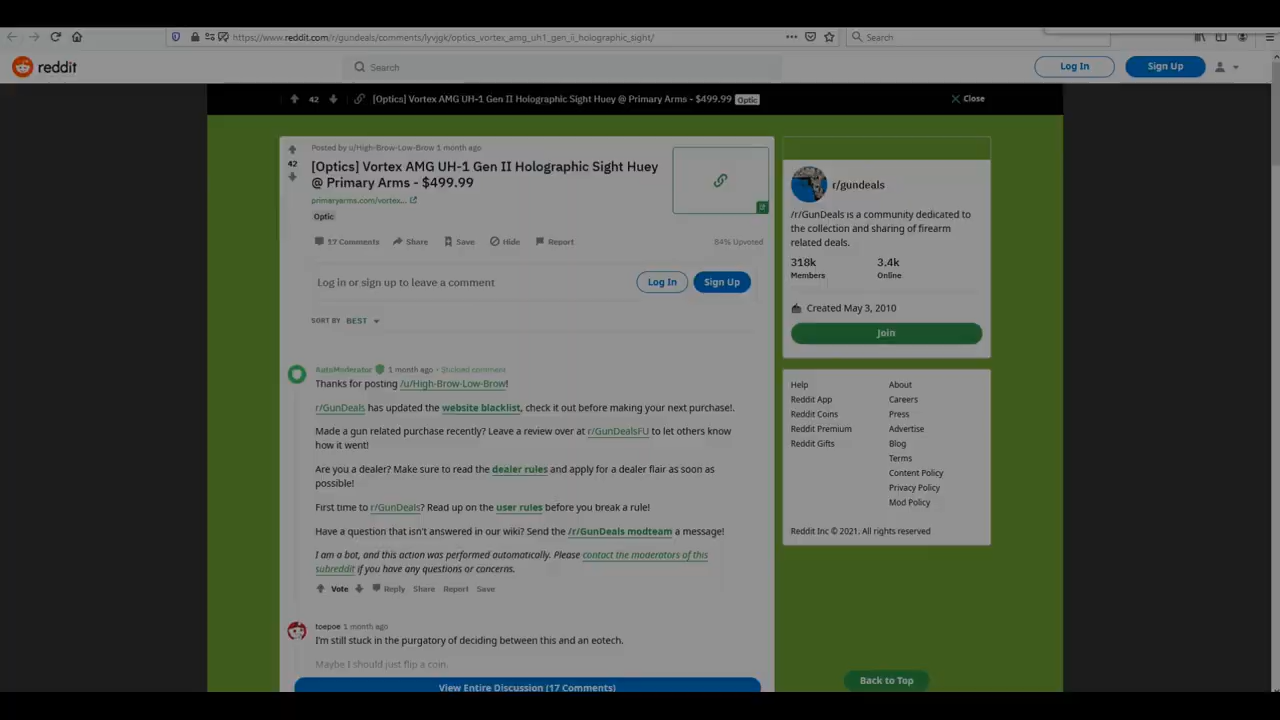 https://www.reddit.com/r/gundeals/comments/lyvjgk/optics_vortex_amg_uh1_gen_ii_holographic_sight/
Search
reddit
Search
Log In
Sign Up
42
[Optics] Vortex AMG UH-1 Gen II Holographic Sight Huey @ Primary Arms - $499.99
Optic
Close
Posted by u/High-Brow-Low-Brow 1 month ago
42
[Optics] Vortex AMG UH-1 Gen II Holographic Sight Huey
@ Primary Arms - $499.99
primaryarms.com/vortex...
Optic
17 Comments
Share
Save
Hide
Report
84% Upvoted
Log in or sign up to leave a comment
Log In
Sign Up
SORT BY BEST
AutoModerator 1 month ago • Stickied comment
Thanks for posting /u/High-Brow-Low-Brow!
r/GunDeals has updated the website blacklist, check it out before making your next purchase!.
Made a gun related purchase recently? Leave a review over at r/GunDealsFU to let others know
how it went!
Are you a dealer? Make sure to read the dealer rules and apply for a dealer flair as soon as
possible!
First time to r/GunDeals? Read up on the user rules before you break a rule!
Have a question that isn't answered in our wiki? Send the /r/GunDeals modteam a message!
I am a bot, and this action was performed automatically. Please contact the moderators of this
subreddit if you have any questions or concerns.
Vote
Reply
Share
Report
Save
toepoe 1 month ago
I'm still stuck in the purgatory of deciding between this and an eotech.
Maybe I should just flip a coin.
View Entire Discussion (17 Comments)
r/gundeals
/r/GunDeals is a community dedicated to
the collection and sharing of firearm
related deals.
318k
3.4k
Members
Online
Created May 3, 2010
Join
Help
About
Reddit App
Careers
Reddit Coins
Press
Reddit Premium
Advertise
Reddit Gifts
Blog
Terms
Content Policy
Privacy Policy
Mod Policy
Reddit Inc © 2021. All rights reserved
Back to Top